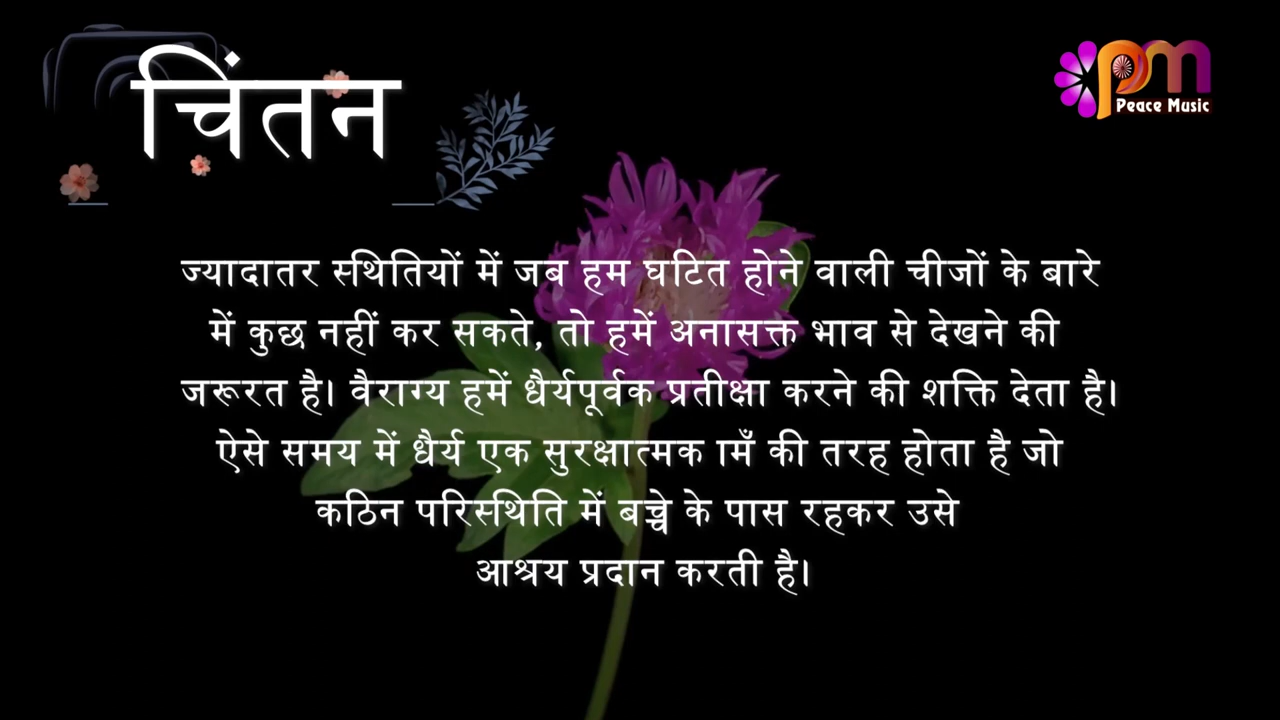 चिंतन
pm
Peace Music
ज्यादातर स्थितियों में जब हम घटित होने वाली चीजों के बारे
में कुछ नहीं कर सकते, तो हमें अनासक्त भाव से देखने की
जरूरत है। वैराग्य हमें धैर्यपूर्वक प्रतीक्षा करने की शक्ति देता है।
ऐसे समय में धैर्य एक सुरक्षात्मक ामँ की तरह होता है जो
कठिन परिस्थिति में बच्चे के पास रहकर उसे
आश्रय प्रदान करती है।